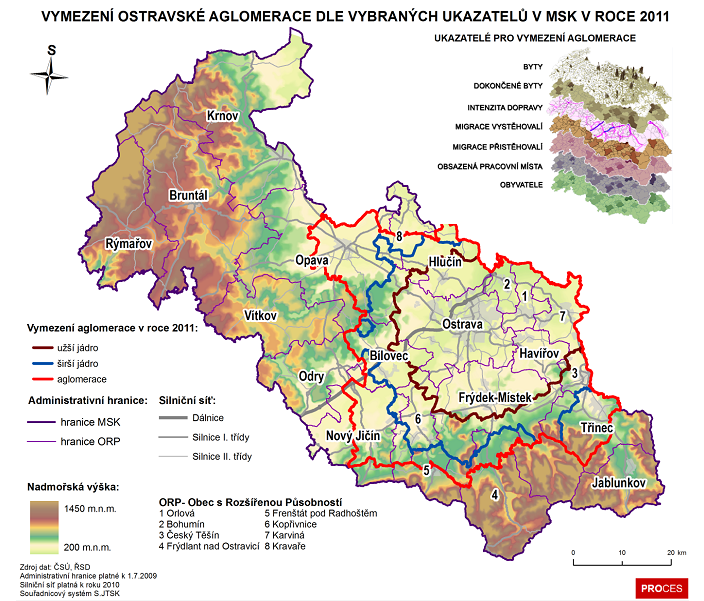 VYMEZENÍ OSTRAVSKÉ AGLOMERACE DLE VYBRANÝCH UKAZATELŮ V MSK V ROCE 2011
UKAZATELÉ PRO VYMEZENÍ AGLOMERACE
S
BYTY
DOKONČENÉ BYTY
INTENZITA DOPRAVY
MIGRACE VYSTĚHOVALÍ
MIGRACE PŘISTĚHOVALÍ
OBSAZENÁ PRACOVNÍ MÍSTA
OBYVATELE
Krnov
Bruntál
Rýmařov
Opava
8
Hlučín
2
1
7
Vítkov
Ostrava
Bílovec
Havířov
3
Odry
Frýdek-Místek
6
Třinec
Nový Jičín
5
4
Jablunkov
Vymezení aglomerace v roce 2011:
užší jádro
širší jádro
aglomerace
Administrativní hranice:
hranice MSK
hranice ORP
Silniční síť:
Dálnice
Silnice I. třídy
Silnice II. třídy
Nadmořská výška:
1450 m.n.m.
200 m.n.m.
ORP- Obec s Rozšířenou Působností
1 Orlová
2 Bohumín
3 Český Těšín
4 Frýdlant nad Ostravicí
5 Frenštát pod Radhoštěm
6 Kopřivnice
7 Karviná
8 Kravaře
Zdroj dat: ČSÚ, ŘSD
Administrativní hranice platné k 1.7.2009
Silniční síť platná k roku 2010
Souřadnicový systém S.JTSK
0 10 20 km
PROCES